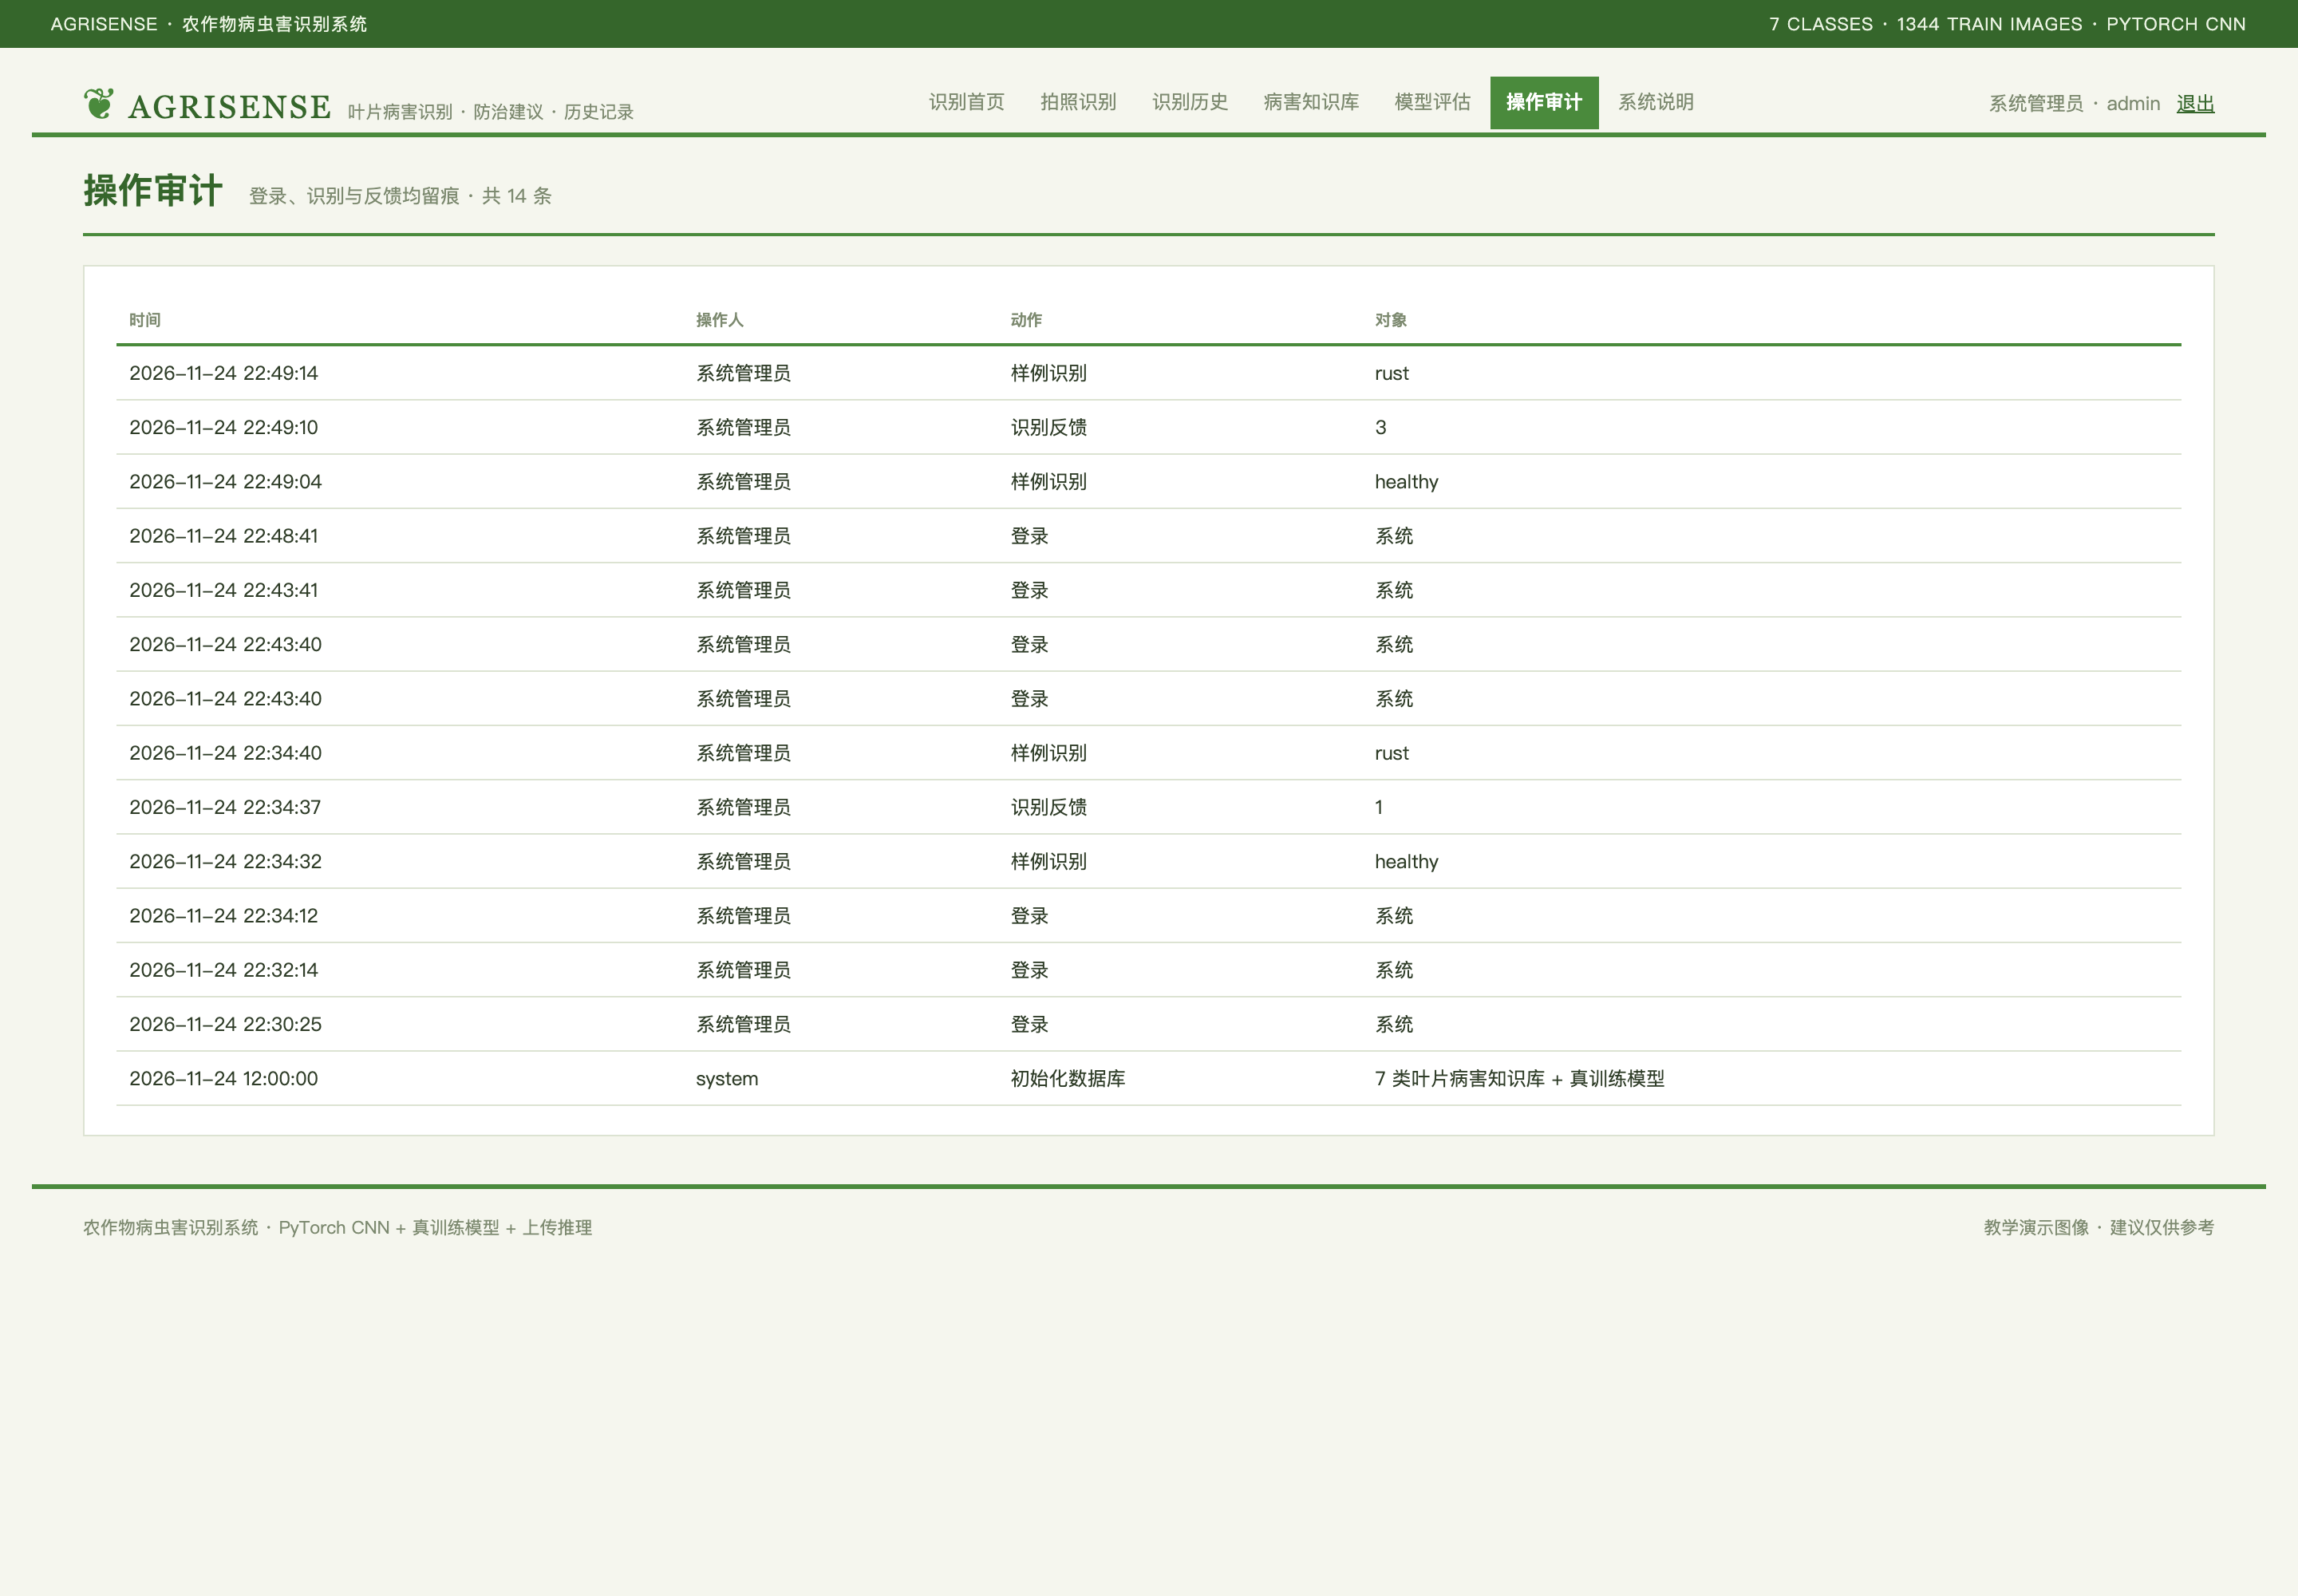 AGRISENSE · 农作物病虫害识别系统
7 CLASSES · 1344 TRAIN IMAGES · PYTORCH CNN
AGRISENSE 叶片病害识别 · 防治建议 · 历史记录
识别首页 拍照识别 识别历史 病害知识库 模型评估 操作审计 系统说明
系统管理员 · admin 退出
操作审计 登录、识别与反馈均留痕 · 共 14 条
时间 操作人 动作 对象
2026-11-24 22:49:14 系统管理员 样例识别 rust
2026-11-24 22:49:10 系统管理员 识别反馈 3
2026-11-24 22:49:04 系统管理员 样例识别 healthy
2026-11-24 22:48:41 系统管理员 登录 系统
2026-11-24 22:43:41 系统管理员 登录 系统
2026-11-24 22:43:40 系统管理员 登录 系统
2026-11-24 22:43:40 系统管理员 登录 系统
2026-11-24 22:34:40 系统管理员 样例识别 rust
2026-11-24 22:34:37 系统管理员 识别反馈 1
2026-11-24 22:34:32 系统管理员 样例识别 healthy
2026-11-24 22:34:12 系统管理员 登录 系统
2026-11-24 22:32:14 系统管理员 登录 系统
2026-11-24 22:30:25 系统管理员 登录 系统
2026-11-24 12:00:00 system 初始化数据库 7 类叶片病害知识库 + 真训练模型
农作物病虫害识别系统 · PyTorch CNN + 真训练模型 + 上传推理
教学演示图像 · 建议仅供参考